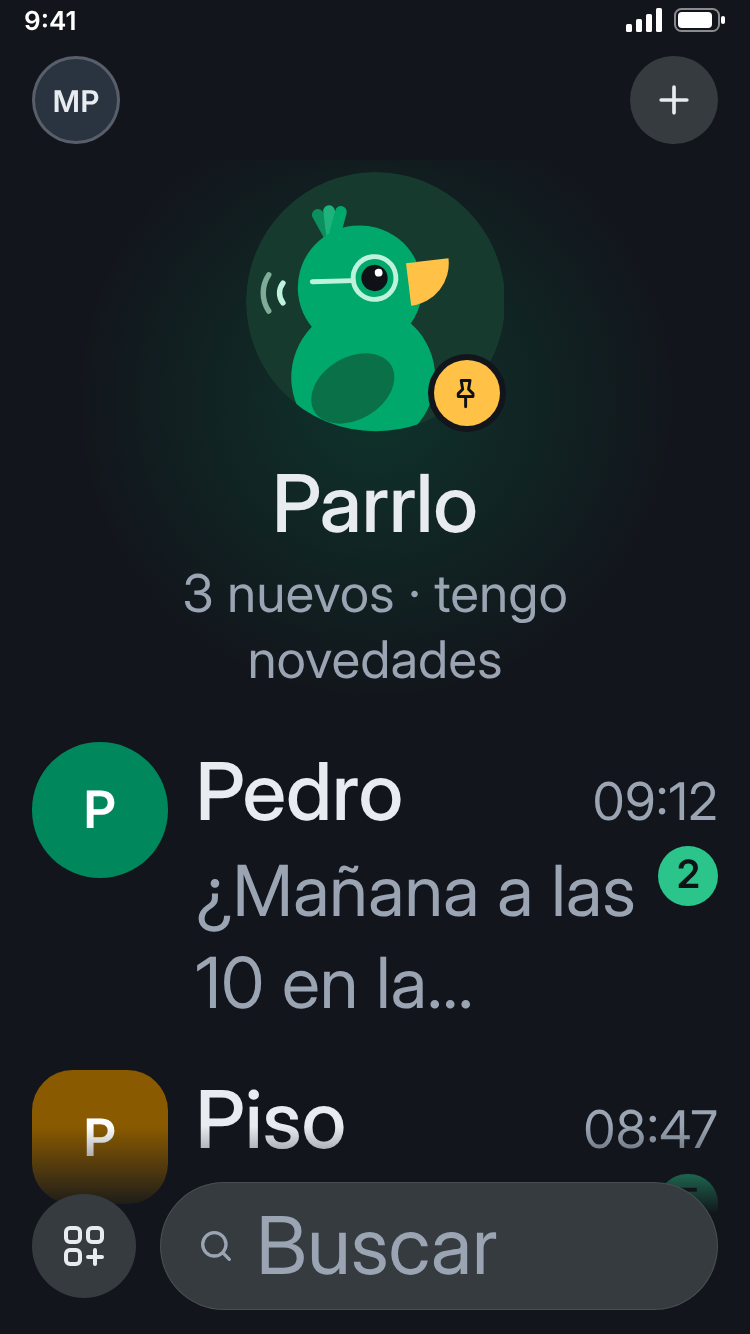 9:41
MP
Parrlo
3 nuevos · tengo
novedades
P
Pedro
09:12
¿Mañana a las
2
10 en la...
P
Piso
08:47
Buscar